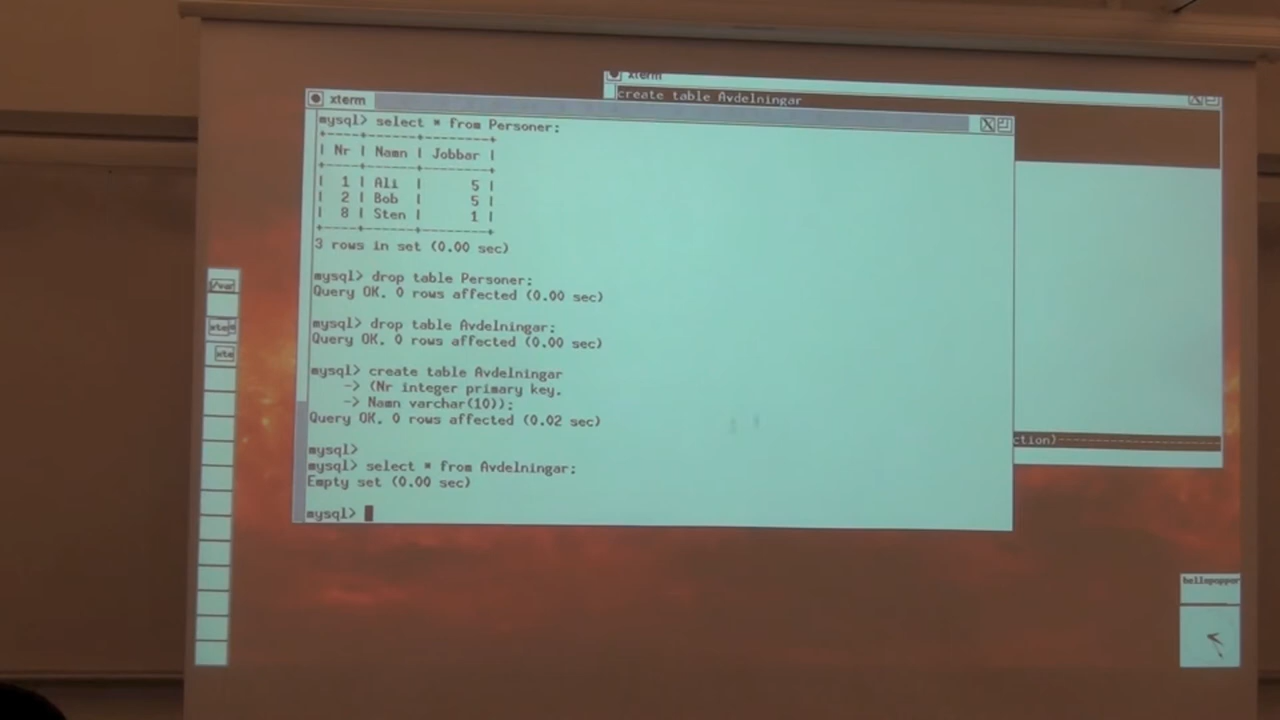 xterm
create table Avdelningar
xterm
mysql> select * from Personer;
+----+------+--------+
| Nr | Namn | Jobbar |
+----+------+--------+
| 1 | Ali | 5 |
| 2 | Bob | 5 |
| 8 | Sten | 1 |
+----+------+--------+
3 rows in set (0.00 sec)
mysql> drop table Personer;
Query OK, 0 rows affected (0.00 sec)
mysql> drop table Avdelningar;
Query OK, 0 rows affected (0.00 sec)
mysql> create table Avdelningar
-> (Nr integer primary key,
-> Namn varchar(10));
Query OK, 0 rows affected (0.02 sec)
mysql>
mysql> select * from Avdelningar;
Empty set (0.00 sec)
mysql>
ction)
/var
xte